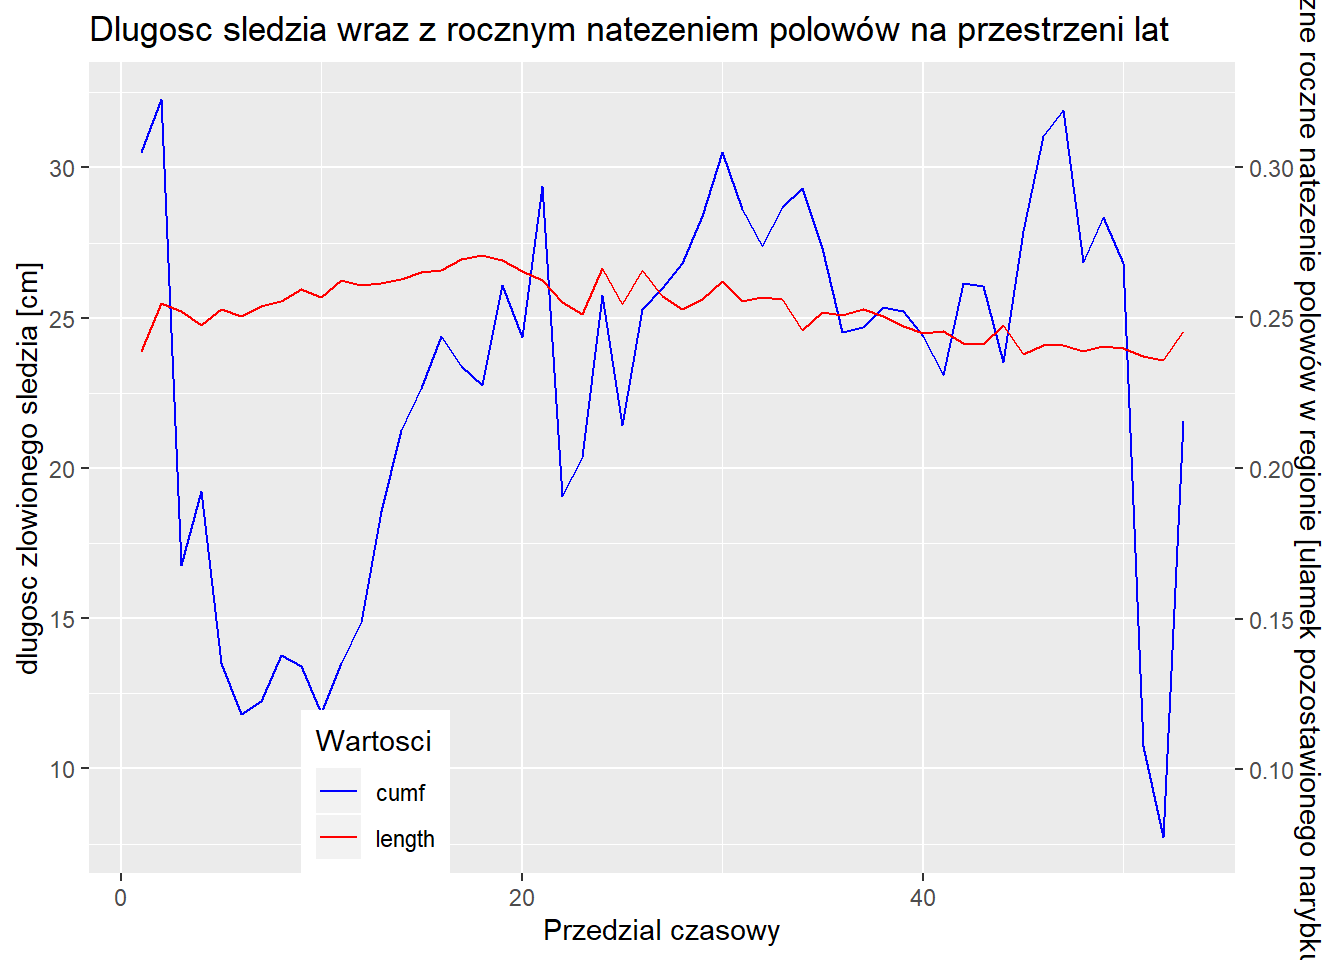 Dlugosc sledzia wraz z rocznym natezeniem polowów na przestrzeni lat
dlugosc zlowionego sledzia [cm]
30
25
20
15
10
0.30
0.25
0.20
0.15
0.10
roczne natezenie polowów w regionie [ulamek pozostawionego narybku
Wartosci
cumf
length
0
20
40
Przedzial czasowy